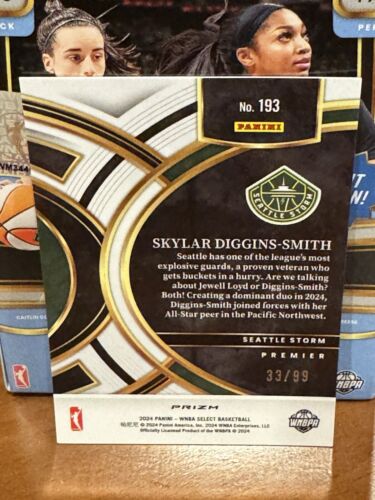 No. 193
PANINI
SEATTLE STORM
SKYLAR DIGGINS-SMITH
Seattle has one of the league's most
explosive guards, a proven veteran who
gets buckets in a hurry. Are we talking
about Jewell Loyd or Diggins-Smith?
Both! Creating a dominant duo in 2024,
Diggins-Smith joined forces with her
All-Star peer in the Pacific Northwest.
SEATTLE STORM
PREMIER
33/99
PRIZM
2024 PANINI – WNBA SELECT BASKETBALL
© 2024 Panini America, Inc. 2024 WNBA Enterprises, LLC
Officially Licensed Product of the WNBPA © 2024
WNBPA
CAITLIN
WNBPA